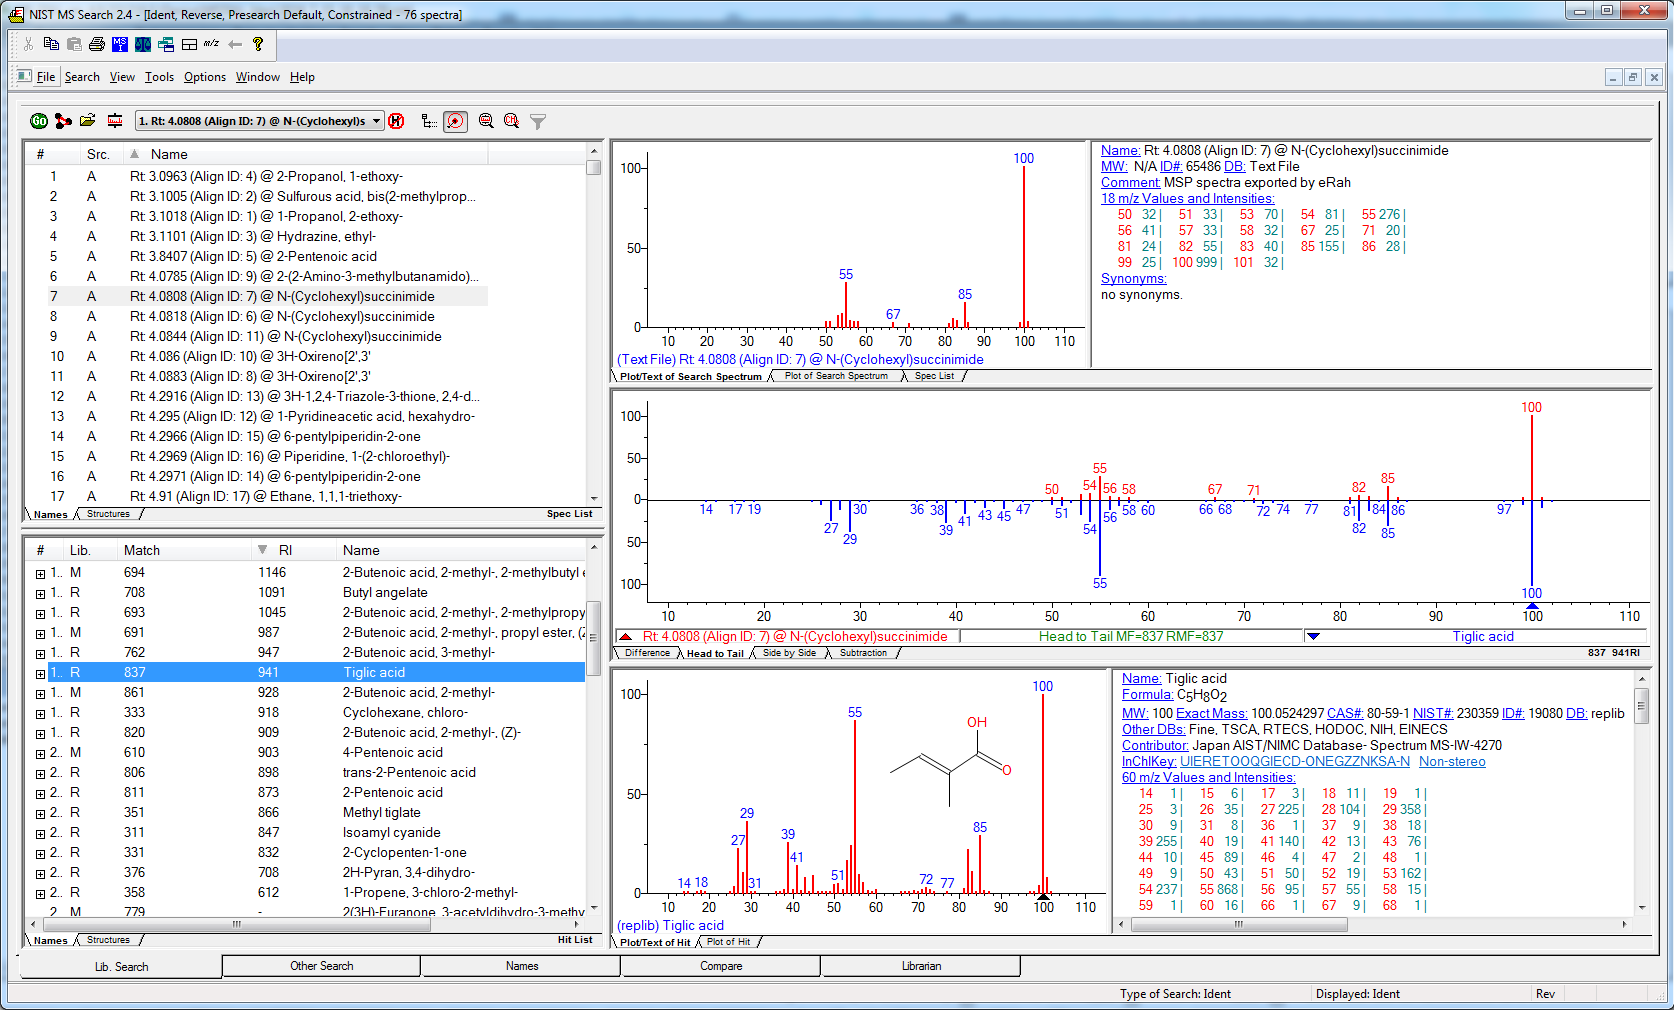 NIST MS Search 2.4 - [Ident, Reverse, Presearch Default, Constrained - 76 spectra]
File Search View Tools Options Window Help
1. Rt: 4.0808 (Align ID: 7) @ N-(Cyclohexyl)s
# Src. Name
1 A Rt: 3.0963 (Align ID: 4) @ 2-Propanol, 1-ethoxy-
2 A Rt: 3.1005 (Align ID: 2) @ Sulfurous acid, bis(2-methylprop...
3 A Rt: 3.1018 (Align ID: 1) @ 1-Propanol, 2-ethoxy-
4 A Rt: 3.1101 (Align ID: 3) @ Hydrazine, ethyl-
5 A Rt: 3.8407 (Align ID: 5) @ 2-Pentenoic acid
6 A Rt: 4.0785 (Align ID: 9) @ 2-(2-Amino-3-methylbutanamido)...
7 A Rt: 4.0808 (Align ID: 7) @ N-(Cyclohexyl)succinimide
8 A Rt: 4.0818 (Align ID: 6) @ N-(Cyclohexyl)succinimide
9 A Rt: 4.0844 (Align ID: 11) @ N-(Cyclohexyl)succinimide
10 A Rt: 4.086 (Align ID: 10) @ 3H-Oxireno[2',3'
11 A Rt: 4.0883 (Align ID: 8) @ 3H-Oxireno[2',3'
12 A Rt: 4.2916 (Align ID: 13) @ 3H-1,2,4-Triazole-3-thione, 2,4-d...
13 A Rt: 4.295 (Align ID: 12) @ 1-Pyridineacetic acid, hexahydro-
14 A Rt: 4.2966 (Align ID: 15) @ 6-pentylpiperidin-2-one
15 A Rt: 4.2969 (Align ID: 16) @ Piperidine, 1-(2-chloroethyl)-
16 A Rt: 4.2971 (Align ID: 14) @ 6-pentylpiperidin-2-one
17 A Rt: 4.91 (Align ID: 17) @ Ethane, 1,1,1-triethoxy-
Names Structures Spec List
# Lib. Match RI Name
1.. M 694 1146 2-Butenoic acid, 2-methyl-, 2-methylbutyl
1.. R 708 1091 Butyl angelate
1.. R 693 1045 2-Butenoic acid, 2-methyl-, 2-methylpropy
1.. M 691 987 2-Butenoic acid, 2-methyl-, propyl ester, (Z
1.. R 762 947 2-Butenoic acid, 3-methyl-
1.. R 837 941 Tiglic acid
1.. M 861 928 2-Butenoic acid, 2-methyl-
1.. R 333 918 Cyclohexane, chloro-
1.. R 820 909 2-Butenoic acid, 2-methyl-, (Z)-
2.. M 610 903 4-Pentenoic acid
2.. R 806 898 trans-2-Pentenoic acid
2.. R 811 873 2-Pentenoic acid
2.. R 351 866 Methyl tiglate
2.. R 311 847 Isoamyl cyanide
2.. R 331 832 2-Cyclopenten-1-one
2.. R 376 708 2H-Pyran, 3,4-dihydro-
2.. R 358 612 1-Propene, 3-chloro-2-methyl-
2.. M 779 - 2(3H)-Furanone, 3-acetyldihydro-3-methy
Names Structures Hit List
100
100
50
55
85
67
0
10 20 30 40 50 60 70 80 90 100 110
(Text File) Rt: 4.0808 (Align ID: 7) @ N-(Cyclohexyl)succinimide
Plot/Text of Search Spectrum Plot of Search Spectrum Spec List
Name: Rt: 4.0808 (Align ID: 7) @ N-(Cyclohexyl)succinimide
MW: N/A ID#: 65486 DB: Text File
Comment: MSP spectra exported by eRah
18 m/z Values and Intensities:
50 32| 51 33| 53 70| 54 81| 55 276|
56 41| 57 33| 58 32| 67 25| 71 20|
81 24| 82 55| 83 40| 85 155| 86 28|
99 25| 100 999| 101 32|
Synonyms:
no synonyms.
100
100
50
55
50 54 56 58 67 71 82 85
0
14 17 19 27 29 30 36 38 39 41 43 45 47 51 54 56 58 60 66 68 72 74 77 81 82 84 85 86 97
50
100
55
100
10 20 30 40 50 60 70 80 90 100 110
Rt: 4.0808 (Align ID: 7) @ N-(Cyclohexyl)succinimide Head to Tail MF=837 RMF=837 Tiglic acid
Difference Head to Tail Side by Side Subtraction 837 941RI
100
100
55
OH
O
50
29
27
39
41
85
14 18 31 51 72 77
0
10 20 30 40 50 60 70 80 90 100 110
(replib) Tiglic acid
Plot/Text of Hit Plot of Hit
Name: Tiglic acid
Formula: C5H8O2
MW: 100 Exact Mass: 100.0524297 CAS#: 80-59-1 NIST#: 230359 ID#: 19080 DB: replib
Other DBs: Fine, TSCA, RTECS, HODOC, NIH, EINECS
Contributor: Japan AIST/NIMC Database- Spectrum MS-IW-4270
InChIKey: UIERETOOQGIECD-ONEGZZNKSA-N Non-stereo
60 m/z Values and Intensities:
14 1| 15 6| 17 3| 18 11| 19 1|
25 3| 26 35| 27 225| 28 104| 29 358|
30 9| 31 8| 36 1| 37 9| 38 18|
39 255| 40 19| 41 140| 42 13| 43 76|
44 10| 45 89| 46 4| 47 2| 48 1|
49 9| 50 43| 51 50| 52 19| 53 162|
54 237| 55 868| 56 95| 57 55| 58 15|
59 1| 60 16| 66 1| 67 9| 68 1|
Lib. Search Other Search Names Compare Librarian
Type of Search: Ident Displayed: Ident Rev